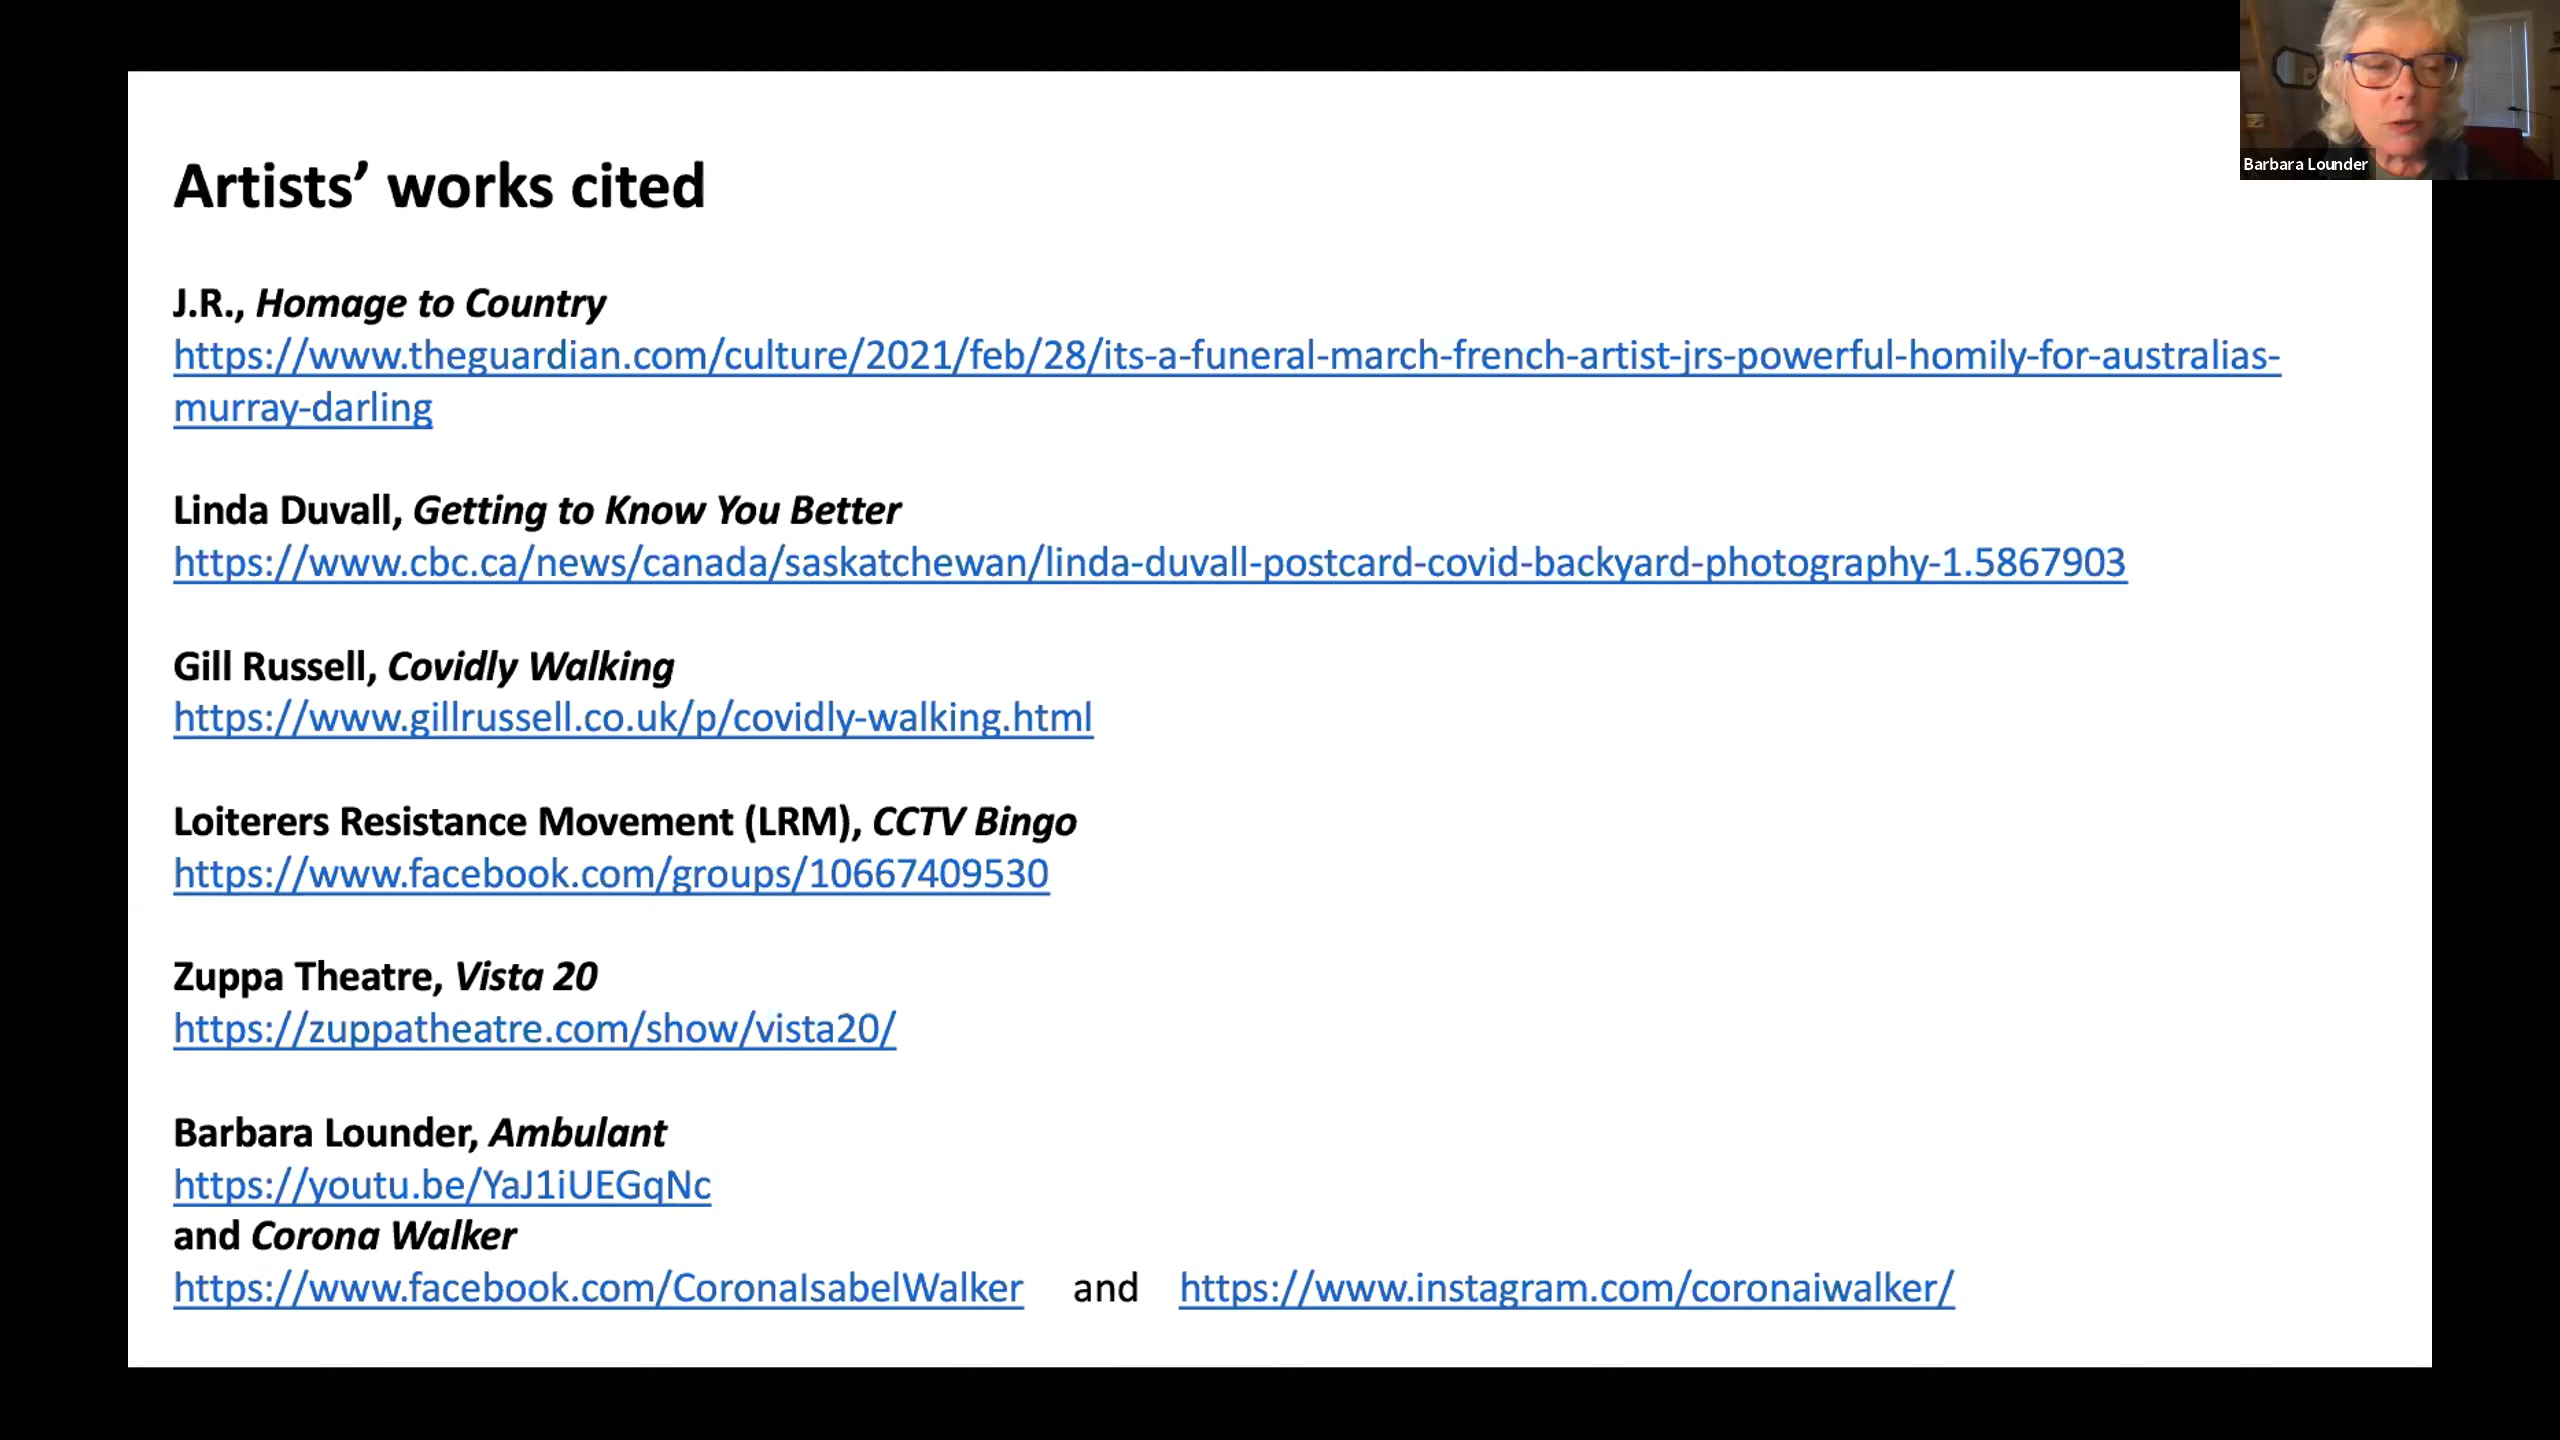 Artists’ works cited
J.R., Homage to Country
https://www.theguardian.com/culture/2021/feb/28/its-a-funeral-march-french-artist-jrs-powerful-homily-for-australias-
murray-darling
Linda Duvall, Getting to Know You Better
https://www.cbc.ca/news/canada/saskatchewan/linda-duvall-postcard-covid-backyard-photography-1.5867903
Gill Russell, Covidly Walking
https://www.gillrussell.co.uk/p/covidly-walking.html
Loiterers Resistance Movement (LRM), CCTV Bingo
https://www.facebook.com/groups/10667409530
Zuppa Theatre, Vista 20
https://zuppatheatre.com/show/vista20/
Barbara Lounder, Ambulant
https://youtu.be/YaJ1iUEGqNc
and Corona Walker
https://www.facebook.com/CoronaIsabelWalker and https://www.instagram.com/coronaiwalker/
Barbara Lounder